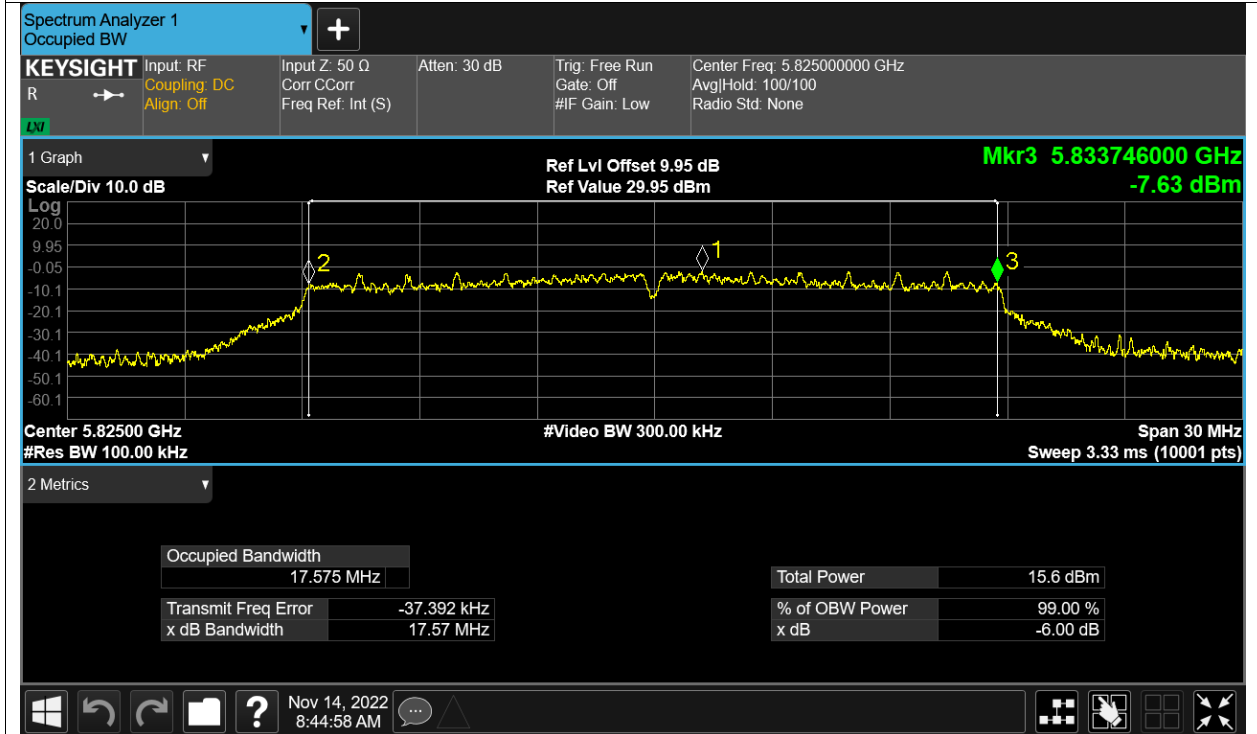 Spectrum Analyzer 1
Occupied BW
KEYSIGHT Input: RF Input Z: 50 Ω Atten: 30 dB Trig: Free Run Center Freq: 5.825000000 GHz
R Coupling: DC Corr CCorr Gate: Off Avg|Hold: 100/100
Align: Off Freq Ref: Int (S) #IF Gain: Low Radio Std: None
LXI
1 Graph Ref Lvl Offset 9.95 dB Mkr3 5.833746000 GHz
Scale/Div 10.0 dB Ref Value 29.95 dBm -7.63 dBm
Log
20.0
9.95
-0.05
-10.1
-20.1
-30.1
-40.1
-50.1
-60.1
2
1
3
Center 5.82500 GHz #Video BW 300.00 kHz Span 30 MHz
#Res BW 100.00 kHz Sweep 3.33 ms (10001 pts)
2 Metrics
Occupied Bandwidth
17.575 MHz Total Power 15.6 dBm
Transmit Freq Error -37.392 kHz % of OBW Power 99.00 %
x dB Bandwidth 17.57 MHz x dB -6.00 dB
? Nov 14, 2022
8:44:58 AM